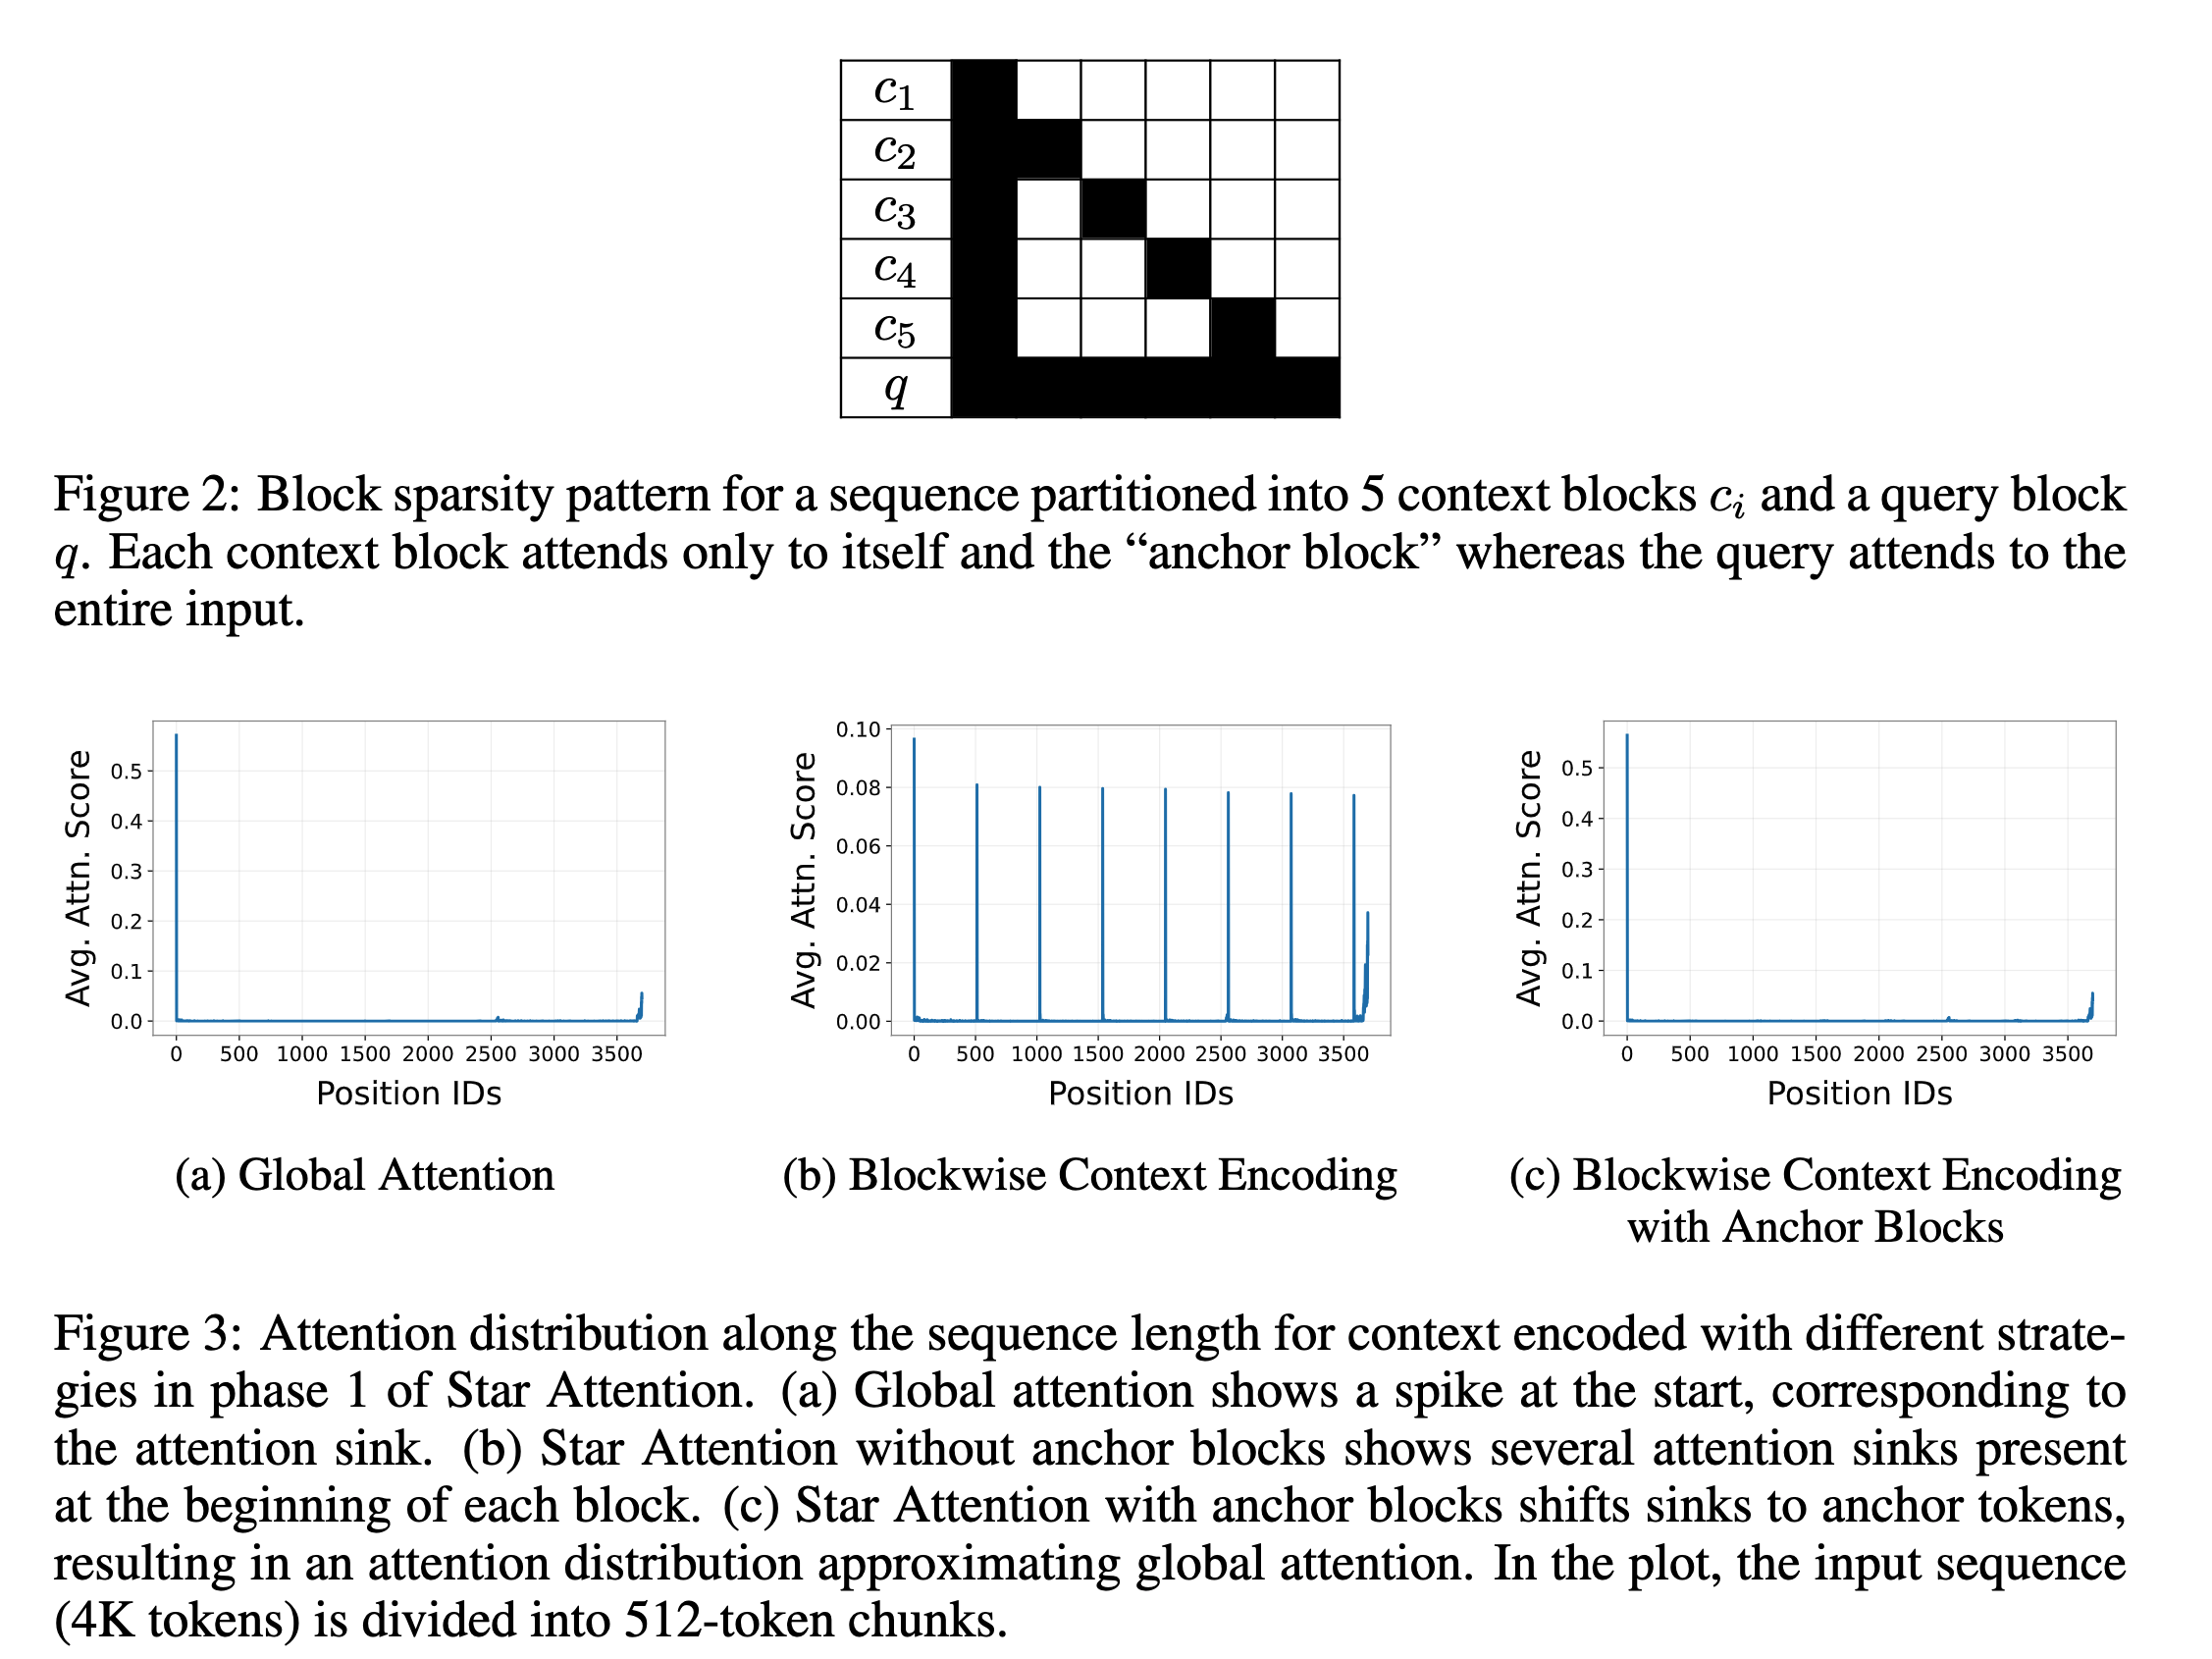 c1
c2
c3
c4
c5
q
Figure 2: Block sparsity pattern for a sequence partitioned into 5 context blocks ci and a query block
q. Each context block attends only to itself and the “anchor block” whereas the query attends to the
entire input.
Avg. Attn. Score
0.5
0.4
0.3
0.2
0.1
0.0
0 500 1000 1500 2000 2500 3000 3500
Position IDs
(a) Global Attention
Avg. Attn. Score
0.10
0.08
0.06
0.04
0.02
0.00
0 500 1000 1500 2000 2500 3000 3500
Position IDs
(b) Blockwise Context Encoding
Avg. Attn. Score
0.5
0.4
0.3
0.2
0.1
0.0
0 500 1000 1500 2000 2500 3000 3500
Position IDs
(c) Blockwise Context Encoding
with Anchor Blocks
Figure 3: Attention distribution along the sequence length for context encoded with different strate-
gies in phase 1 of Star Attention. (a) Global attention shows a spike at the start, corresponding to
the attention sink. (b) Star Attention without anchor blocks shows several attention sinks present
at the beginning of each block. (c) Star Attention with anchor blocks shifts sinks to anchor tokens,
resulting in an attention distribution approximating global attention. In the plot, the input sequence
(4K tokens) is divided into 512-token chunks.